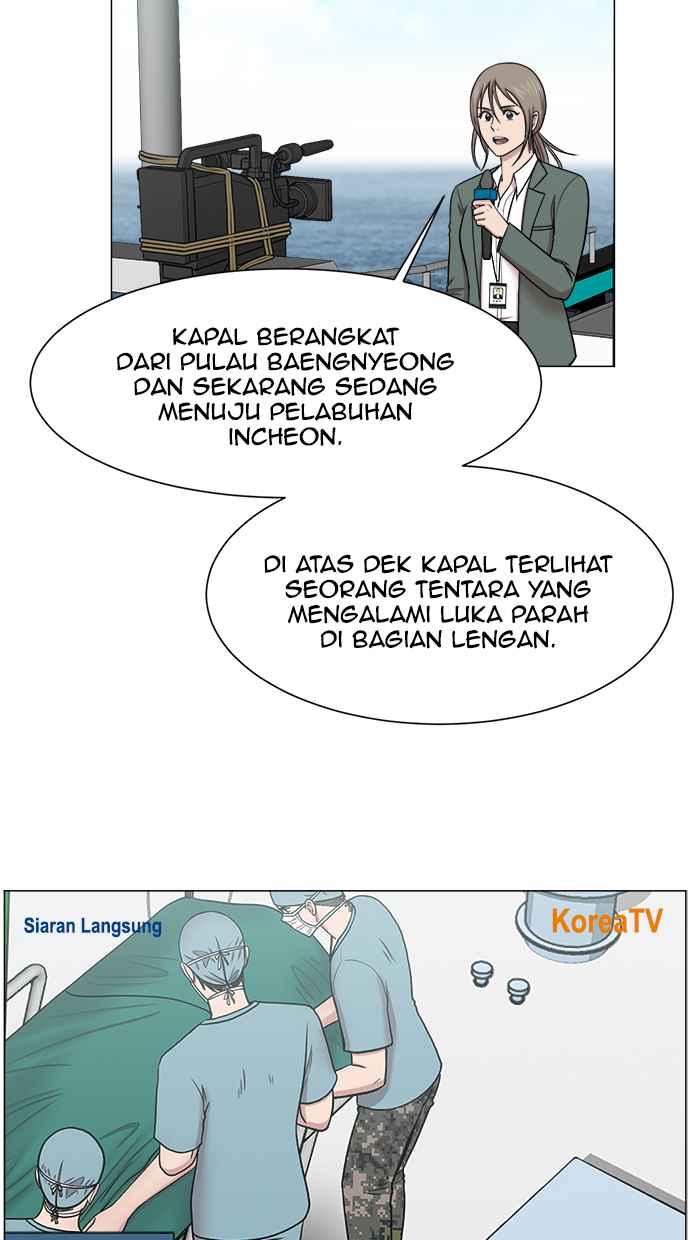 KAPAL BERANGKAT
DARI PULAU BAENGNYEONG
DAN SEKARANG SEDANG
MENUJU PELABUHAN
INCHEON.
DI ATAS DEK KAPAL TERLIHAT
SEORANG TENTARA YANG
MENGALAMI LUKA PARAH
DI BAGIAN LENGAN.
Siaran Langsung
KoreaTV